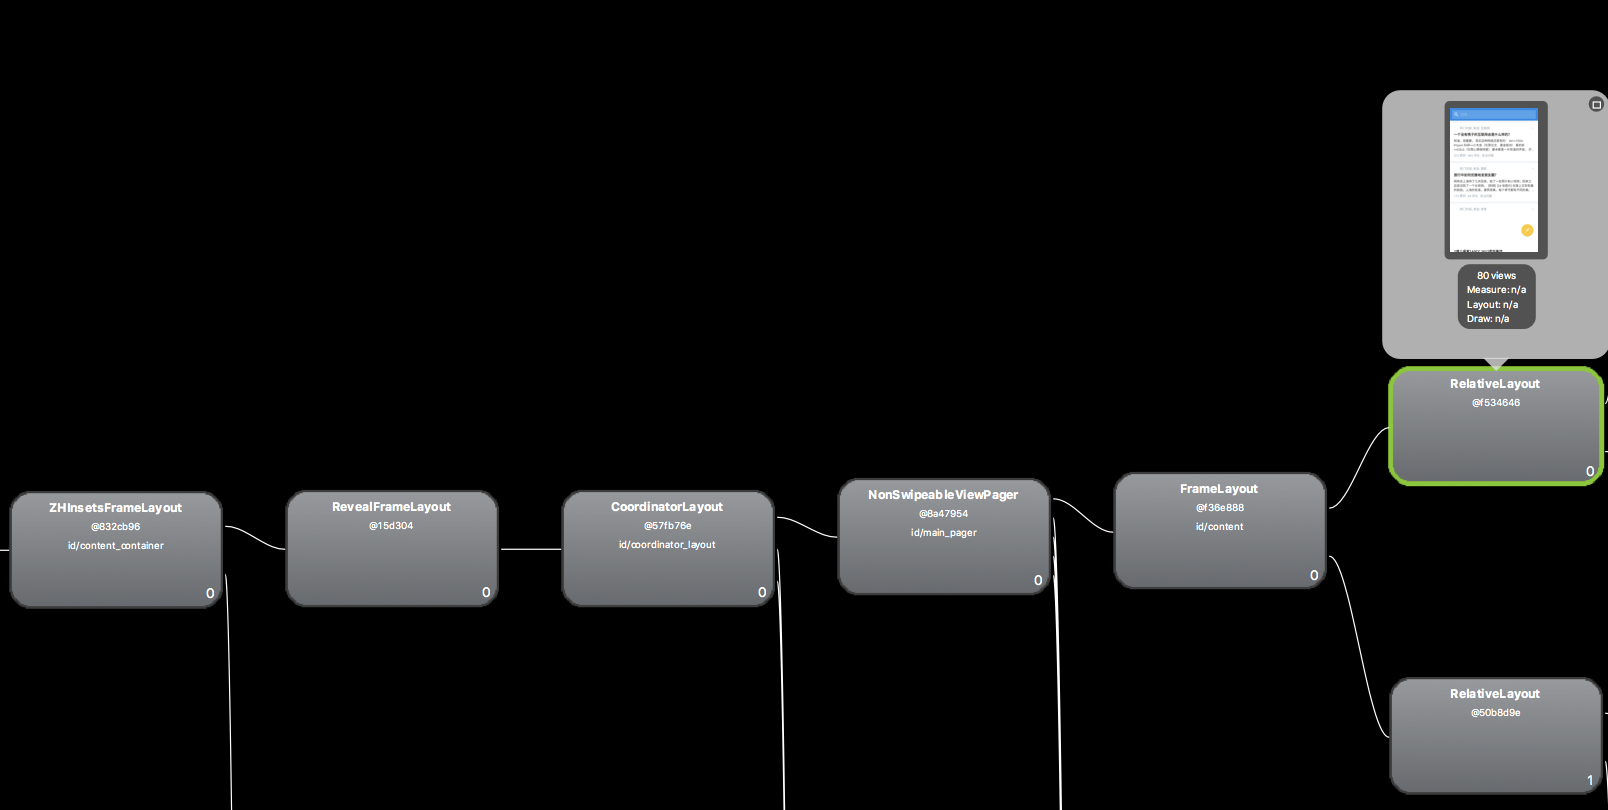 80 views
Measure: n/a
Layout: n/a
Draw: n/a
RelativeLayout
@f534646
0
ZHInsetsFrameLayout
@832cb96
id/content_container
0
RevealFrameLayout
@15d304
0
CoordinatorLayout
@57fb76e
id/coordinator_layout
0
NonSwipeableViewPager
@8a47954
id/main_pager
0
FrameLayout
@f36e888
id/content
0
RelativeLayout
@50b8d9e
1